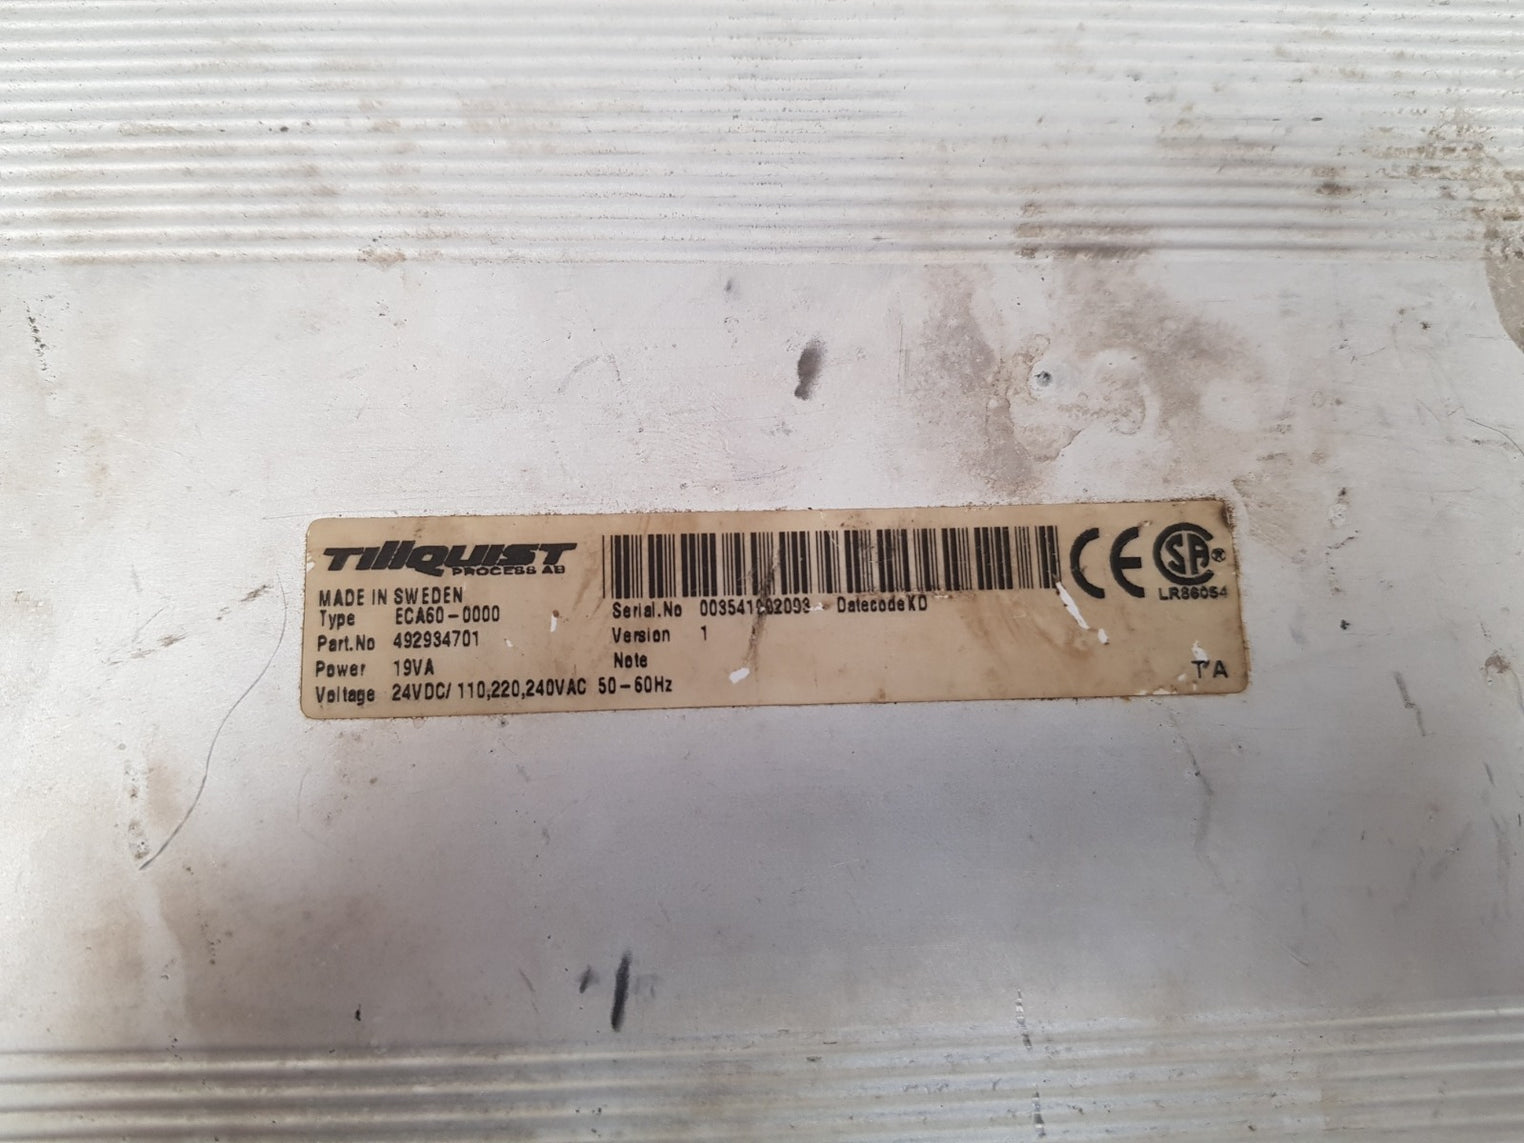 TillQUIST
PROCESS AB
MADE IN SWEDEN
Type ECA60-0000
Part.No 492934701
Power 19VA
Voltage 24VDC/ 110,220,240VAC 50-60Hz
Serial.No Datecode KD
Version 1
Note
CE
SA®
LR86054